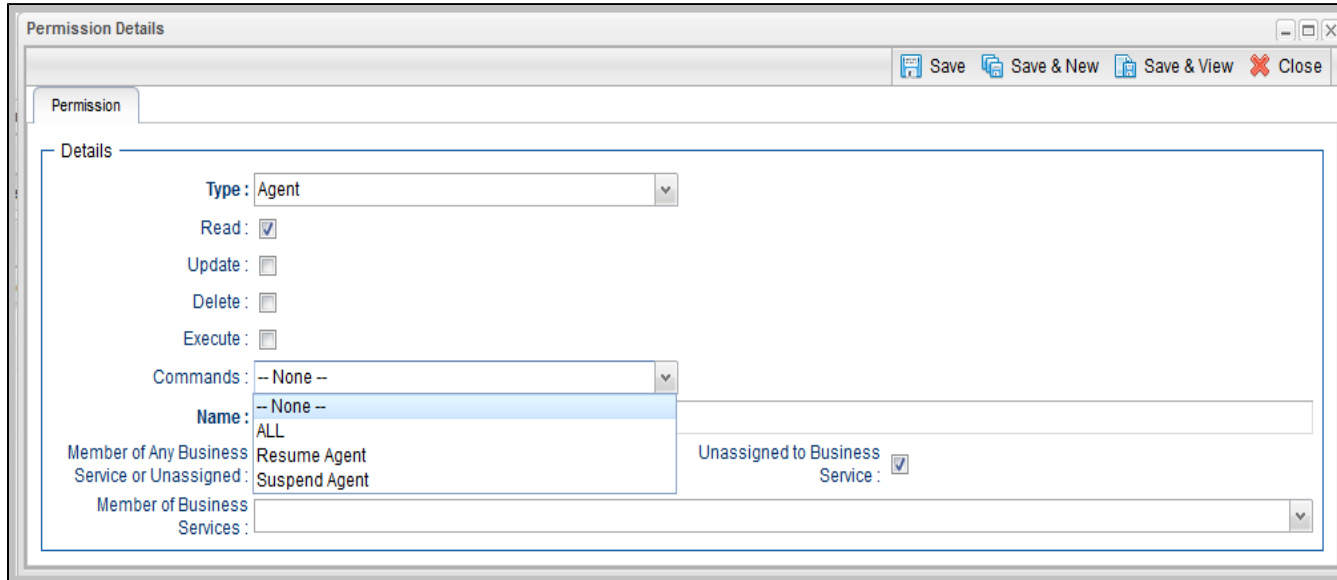 Permission Details
Save Save & New Save & View Close
Permission
Details
Type : Agent
Read :
Update :
Delete :
Execute :
Commands : -- None --
-- None --
Name :
ALL
Member of Any Business Resume Agent Unassigned to Business
Service or Unassigned : Suspend Agent Service :
Member of Business
Services :